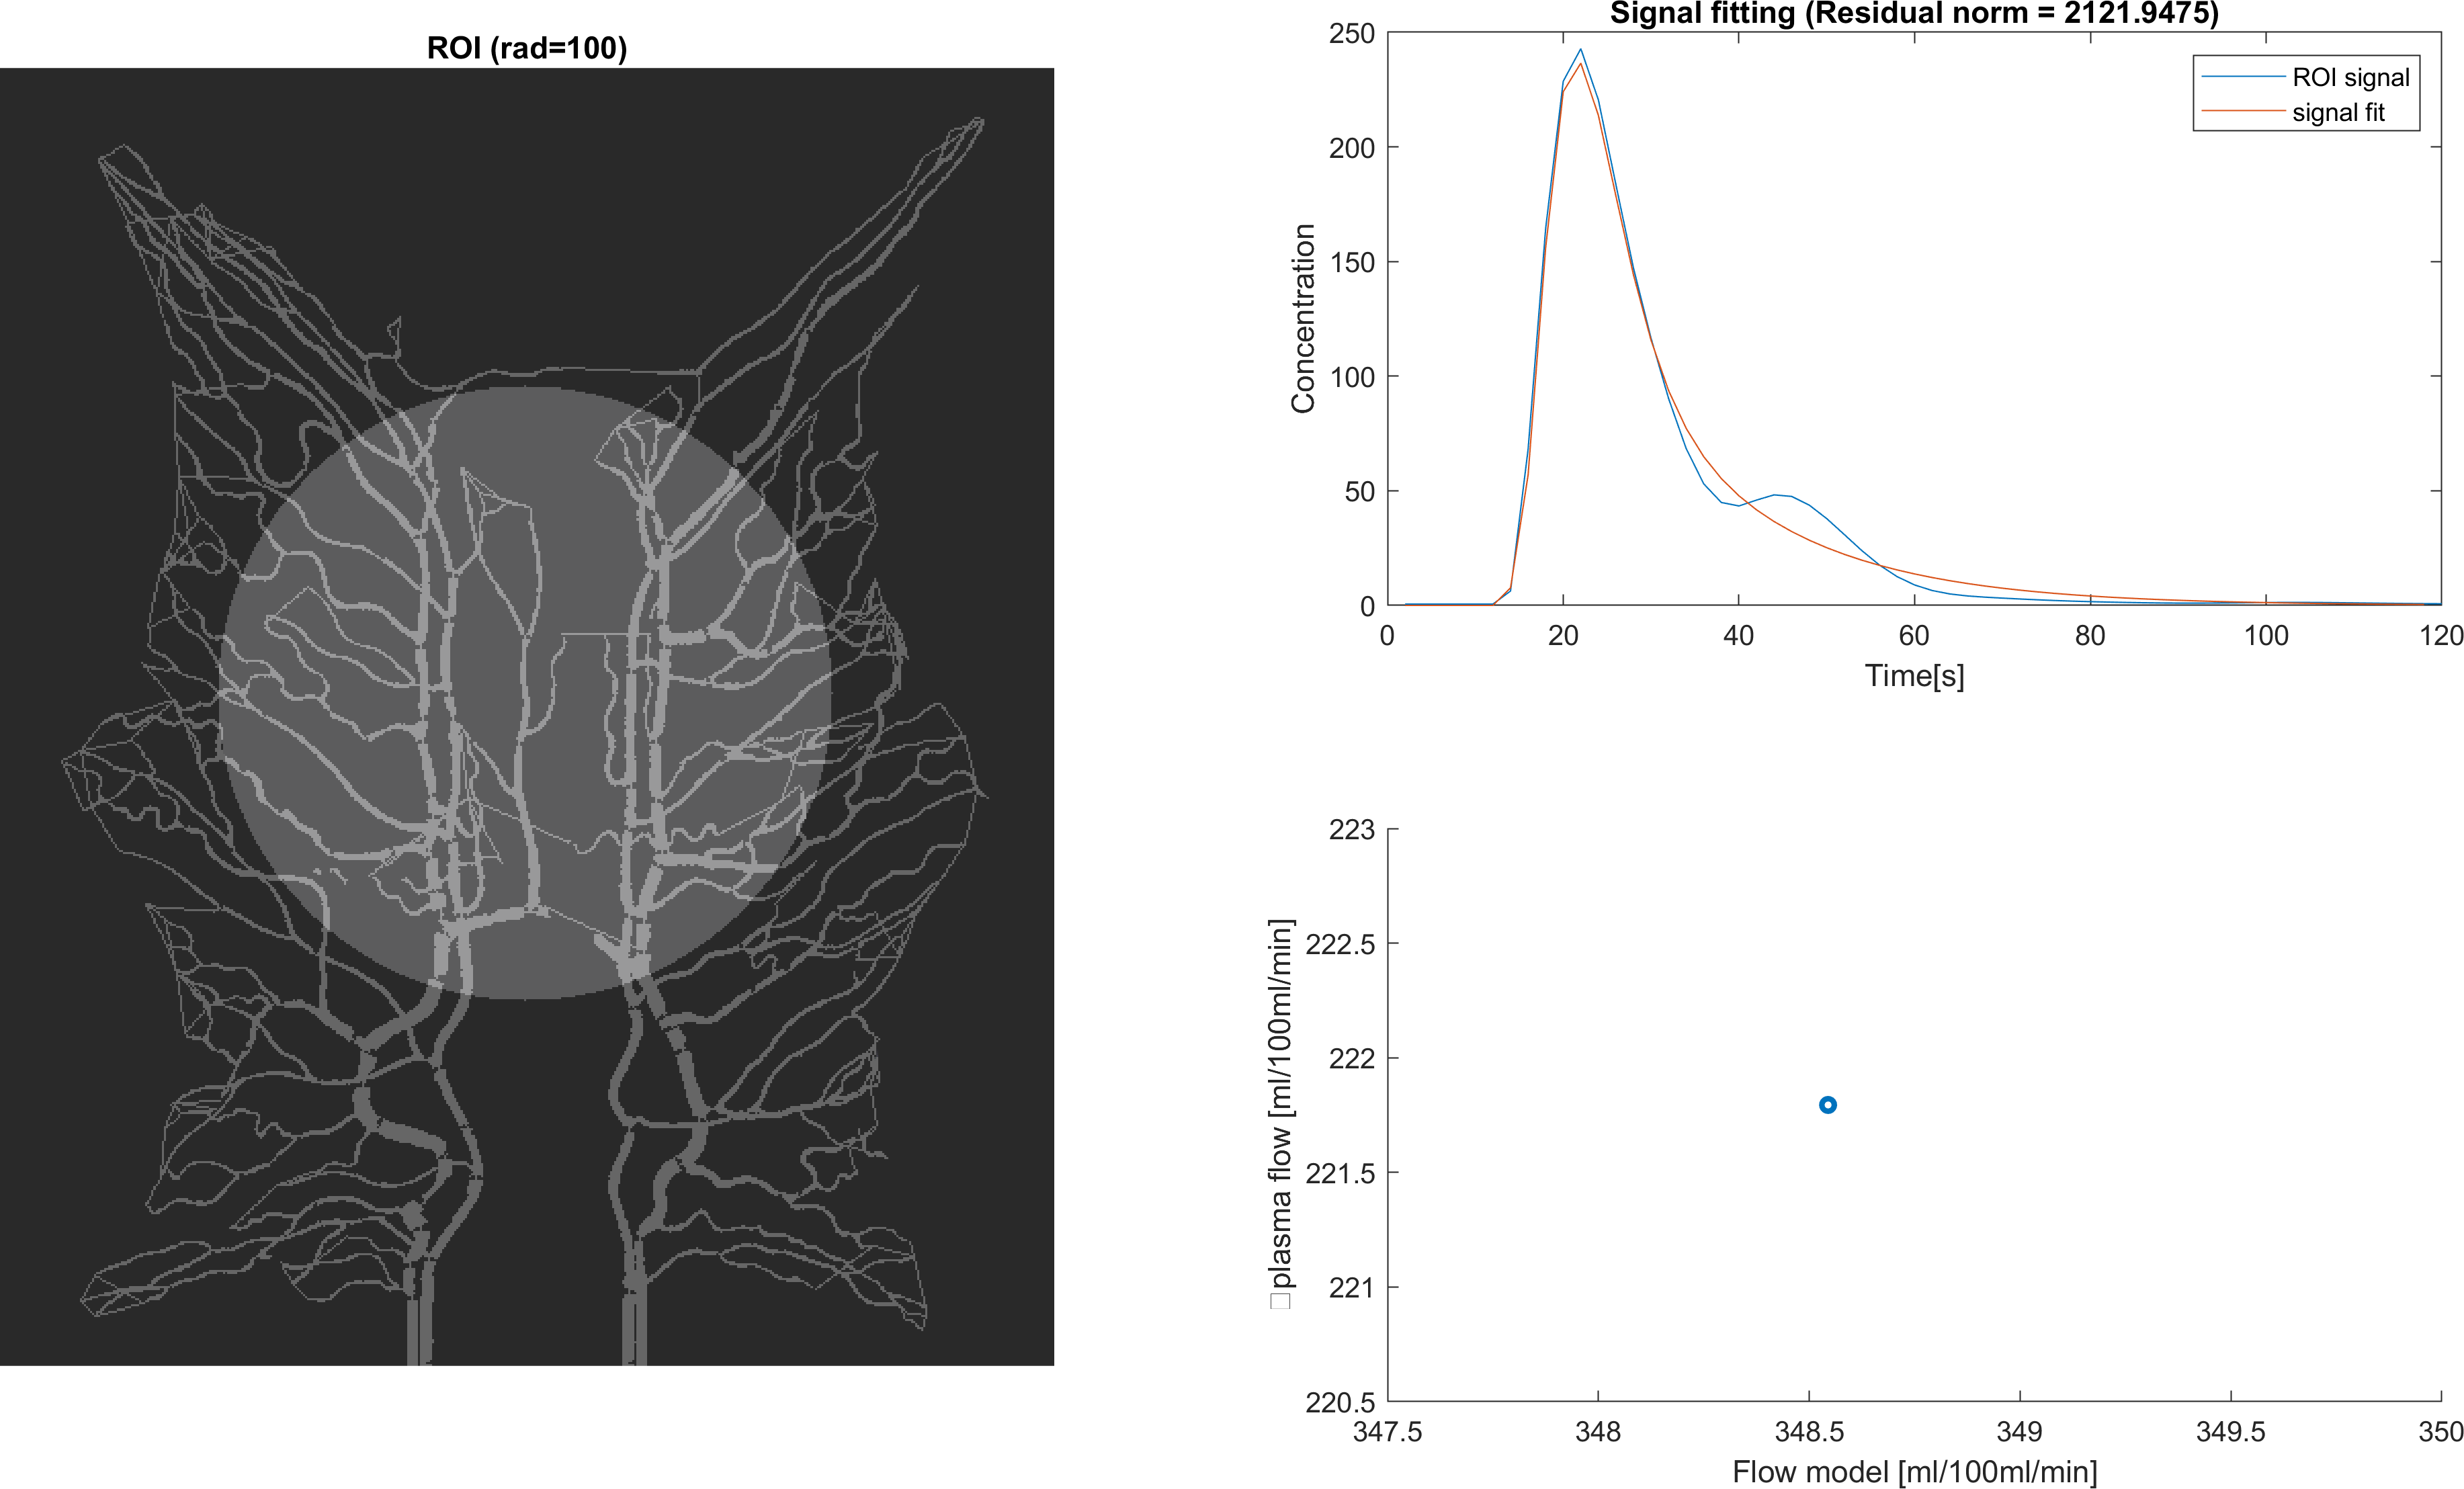 ROI (rad=100)
Signal fitting (Residual norm = 2121.9475)
250
200
150
100
50
0
Concentration
ROI signal
signal fit
0 20 40 60 80 100 120
Time[s]
223
222.5
222
221.5
221
220.5
□plasma flow [ml/100ml/min]
347.5 348 348.5 349 349.5 350
Flow model [ml/100ml/min]